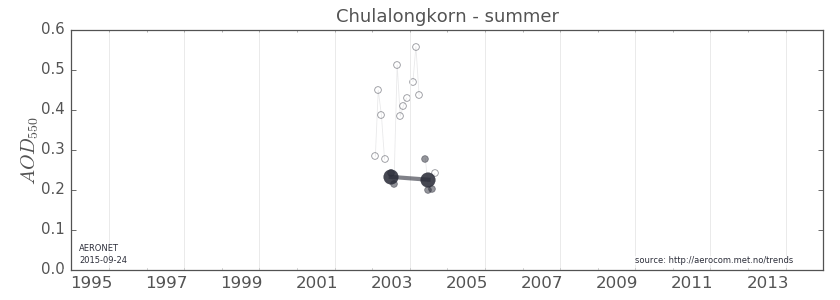 Chulalongkorn - summer
0.6
0.5
0.4
0.3
0.2
0.1
0.0
AOD550
AERONET
2015-09-24
source: http://aerocom.met.no/trends
1995 1997 1999 2001 2003 2005 2007 2009 2011 2013